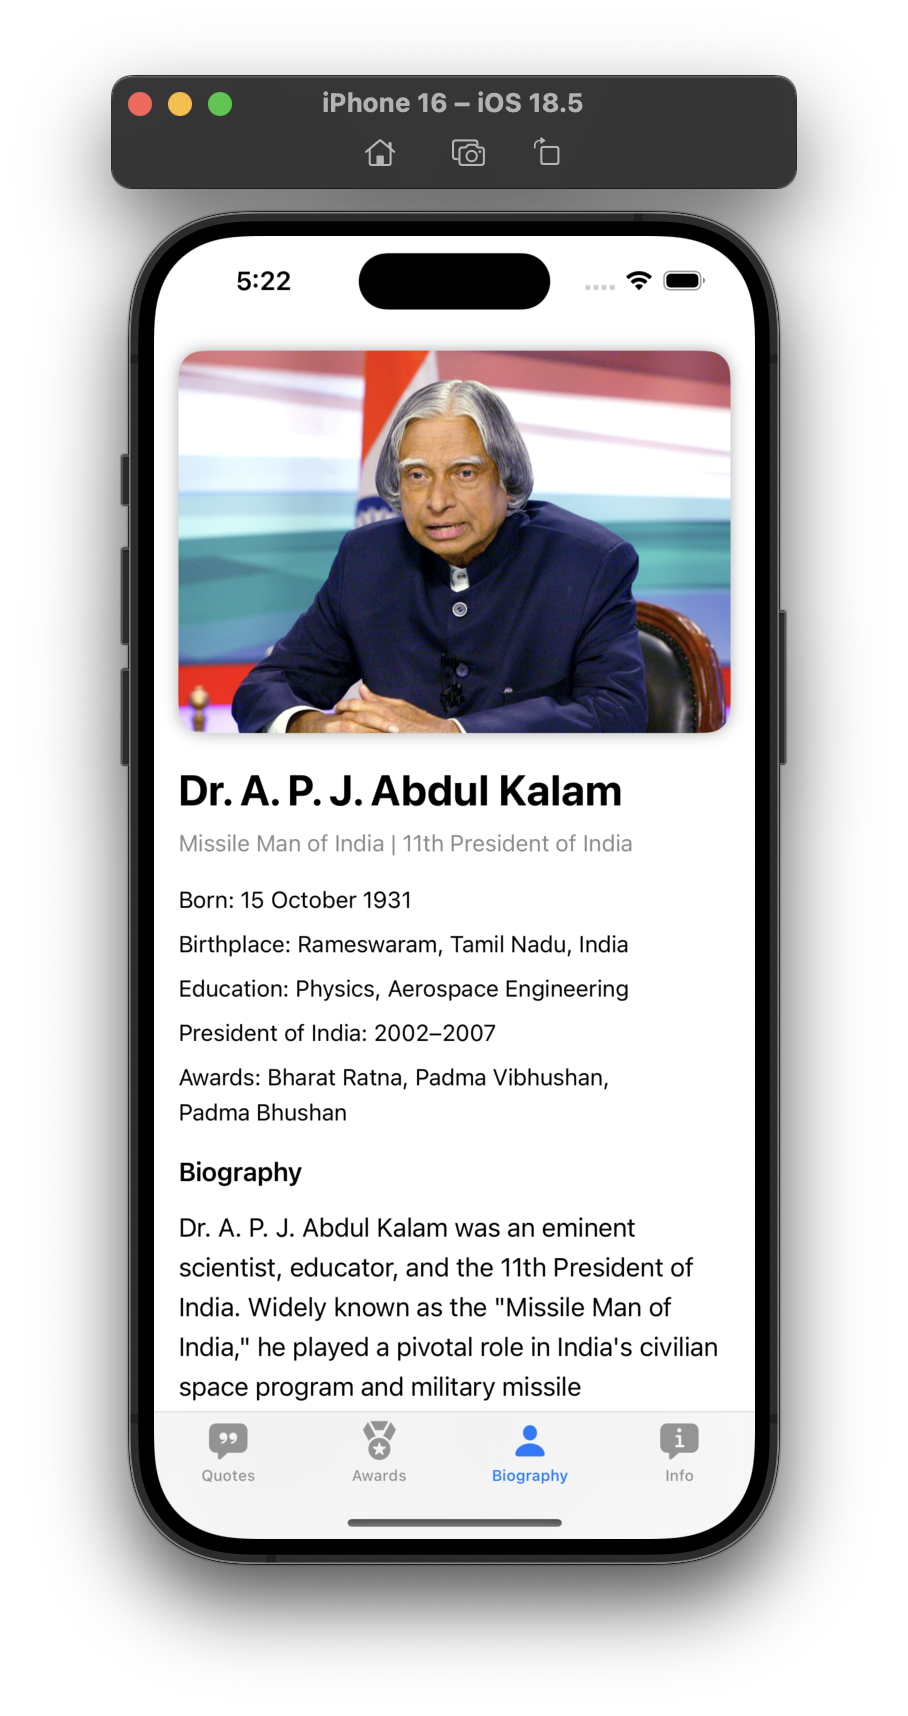 iPhone 16 – iOS 18.5
5:22
Dr. A. P. J. Abdul Kalam
Missile Man of India | 11th President of India
Born: 15 October 1931
Birthplace: Rameswaram, Tamil Nadu, India
Education: Physics, Aerospace Engineering
President of India: 2002–2007
Awards: Bharat Ratna, Padma Vibhushan,
Padma Bhushan
Biography
Dr. A. P. J. Abdul Kalam was an eminent
scientist, educator, and the 11th President of
India. Widely known as the "Missile Man of
India," he played a pivotal role in India's civilian
space program and military missile
Quotes
Awards
Biography
Info